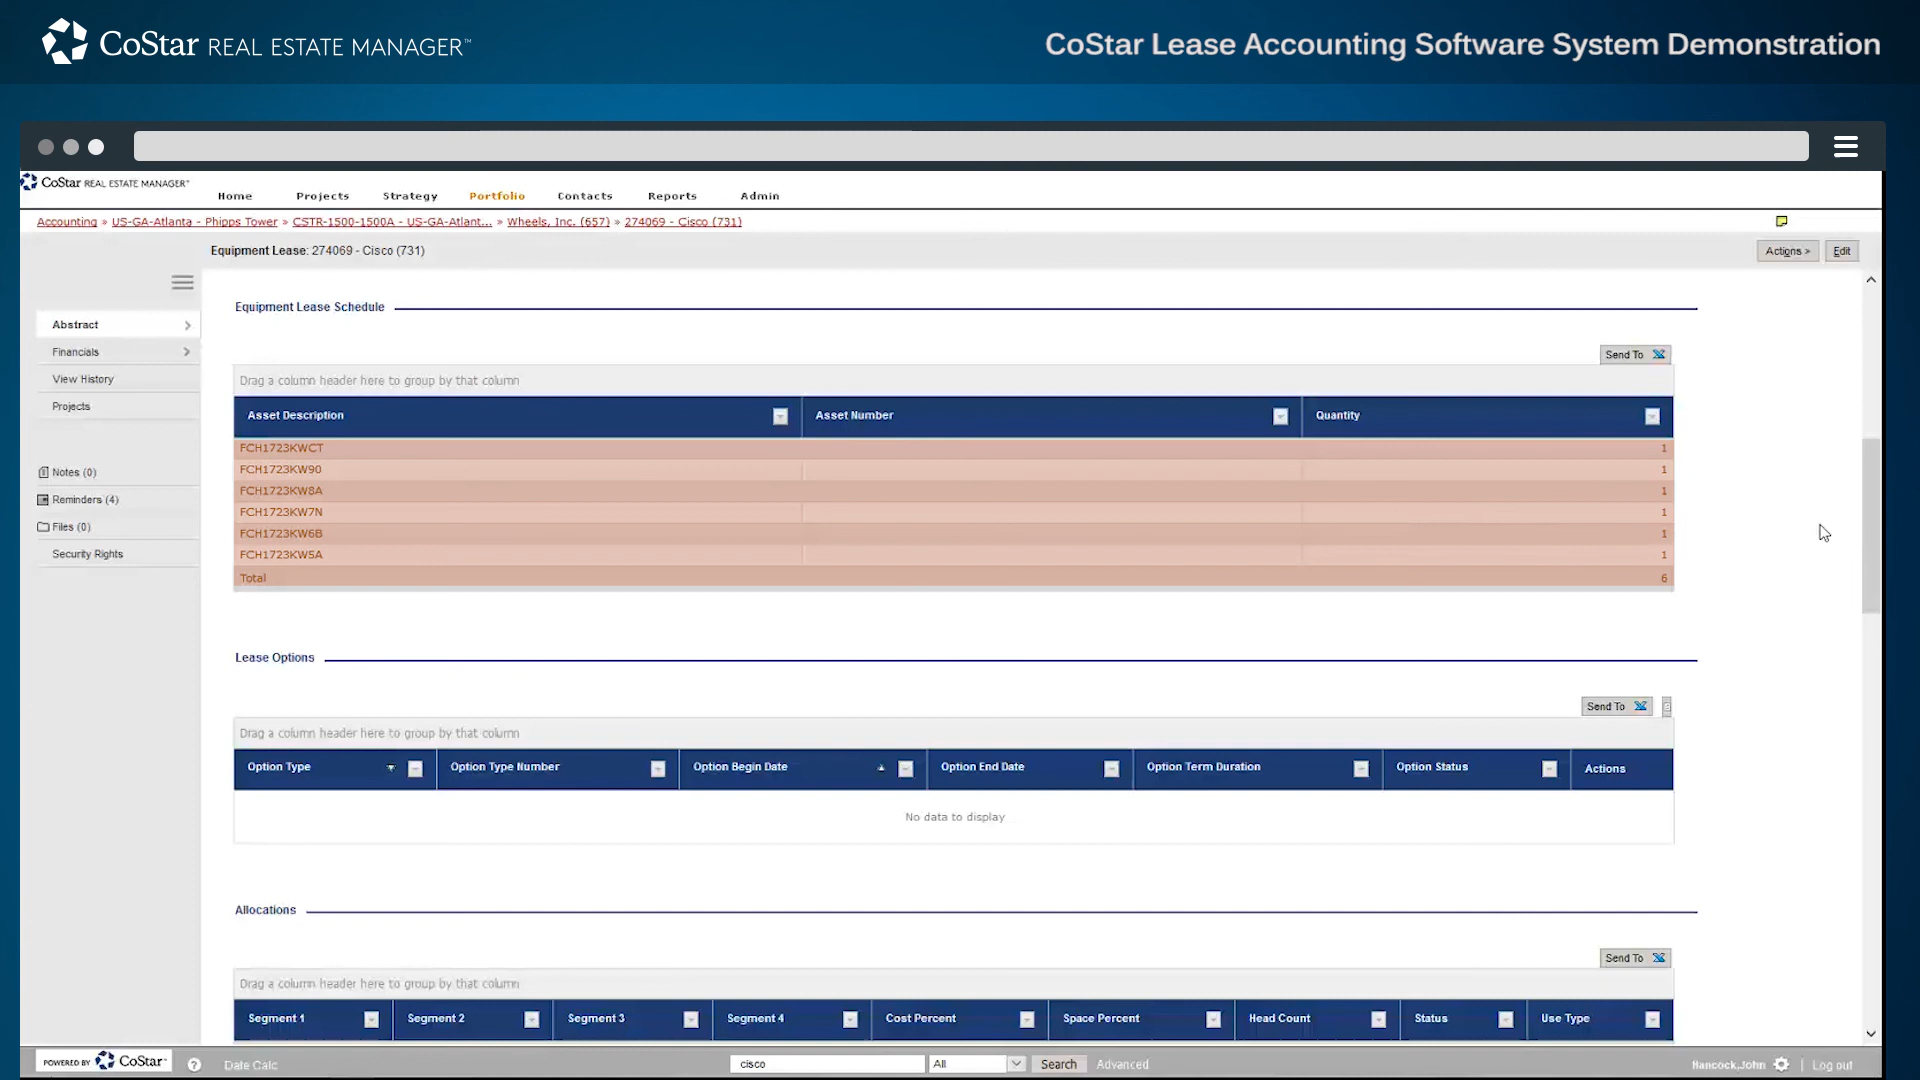 CoStar REAL ESTATE MANAGER™
CoStar Lease Accounting Software System Demonstration
CoStar REAL ESTATE MANAGER™
Home Projects Strategy Portfolio Contacts Reports Admin
Accounting » US-GA-Atlanta - Phipps Tower » CSTR-1500-1500A - US-GA-Atlant... » Wheels, Inc. (657) » 274069 - Cisco (731)
Equipment Lease: 274069 - Cisco (731)
Actions > Edit
Abstract
Financials
View History
Projects
Notes (0)
Reminders (4)
Files (0)
Security Rights
Equipment Lease Schedule
Send To
Drag a column header here to group by that column
Asset Description Asset Number Quantity
FCH1723KWCT 1
FCH1723KW90 1
FCH1723KW8A 1
FCH1723KW7N 1
FCH1723KW6B 1
FCH1723KW5A 1
Total 6
Lease Options
Send To
Drag a column header here to group by that column
Option Type Option Type Number Option Begin Date Option End Date Option Term Duration Option Status Actions
No data to display
Allocations
Send To
Drag a column header here to group by that column
Segment 1 Segment 2 Segment 3 Segment 4 Cost Percent Space Percent Head Count Status Use Type
POWERED BY CoStar™ ? Date Calc cisco All Search Advanced Hancock,John | Log out